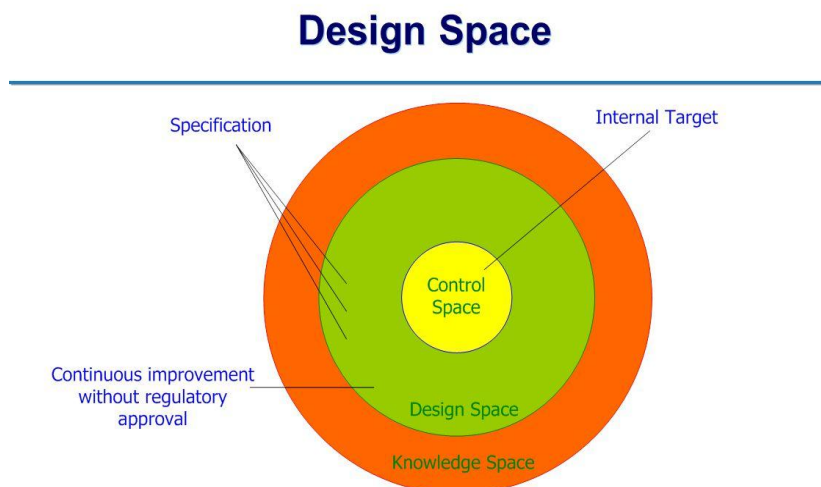 Design Space
Specification
Internal Target
Control
Space
Continuous improvement
without regulatory
approval
Design Space
Knowledge Space